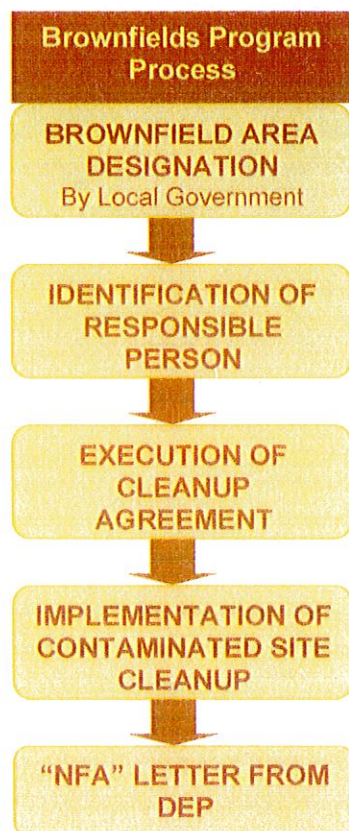 Brownfields Program
Process
BROWNFIELD AREA
DESIGNATION
By Local Government
IDENTIFICATION OF
RESPONSIBLE
PERSON
EXECUTION OF
CLEANUP
AGREEMENT
IMPLEMENTATION OF
CONTAMINATED SITE
CLEANUP
“NFA” LETTER FROM
DEP